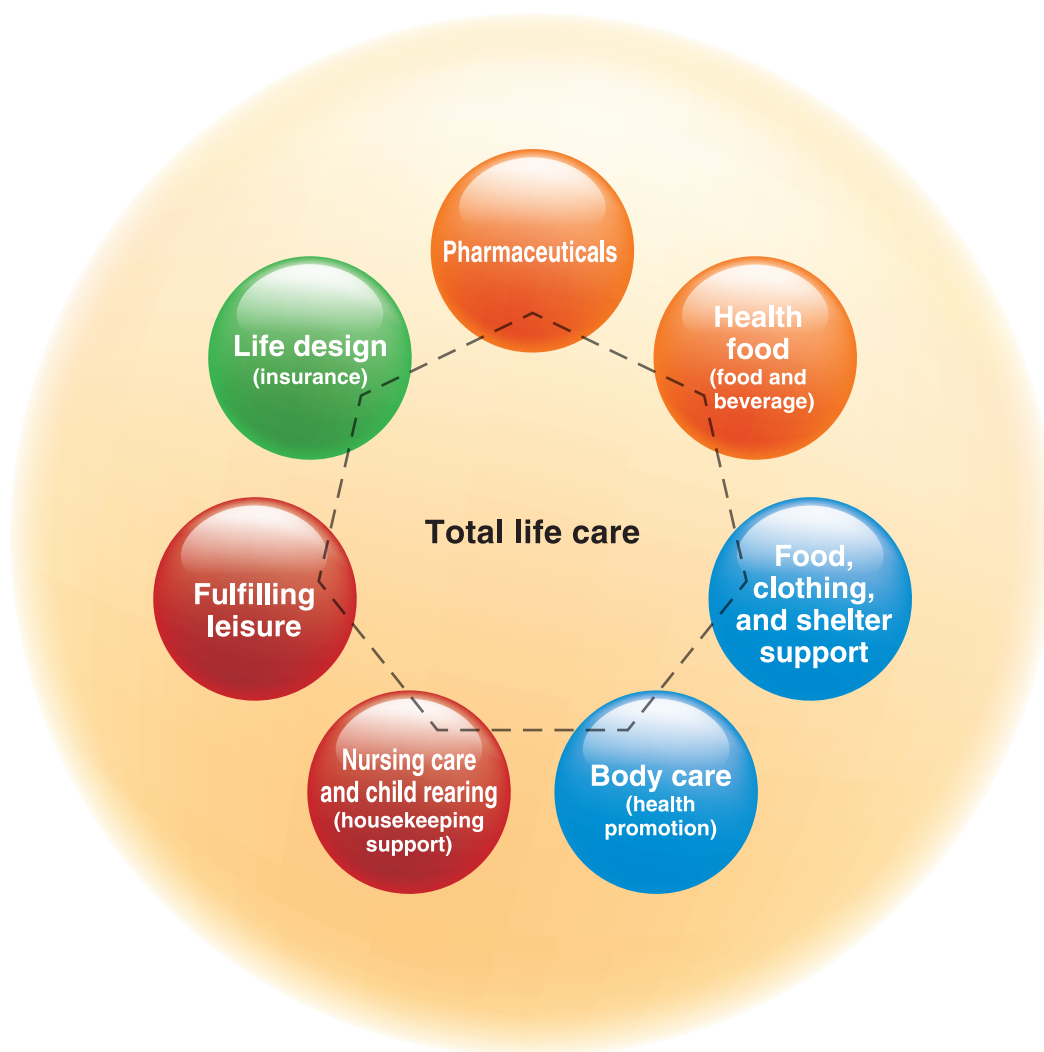 Pharmaceuticals
Health
food
(food and
beverage)
Life design
(insurance)
Total life care
Food,
clothing,
and shelter
support
Fulfilling
leisure
Nursing care
and child rearing
(housekeeping
support)
Body care
(health
promotion)